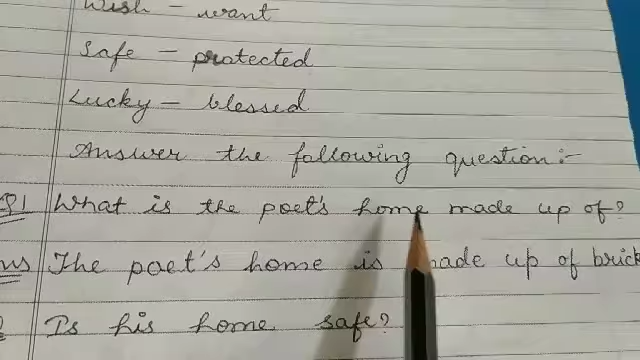 Wish - want
Safe - protected
Lucky - blessed
Answer the following question :-
Q1 What is the poet's home made up of?
The poet's home is made up of brick
Is his home safe?